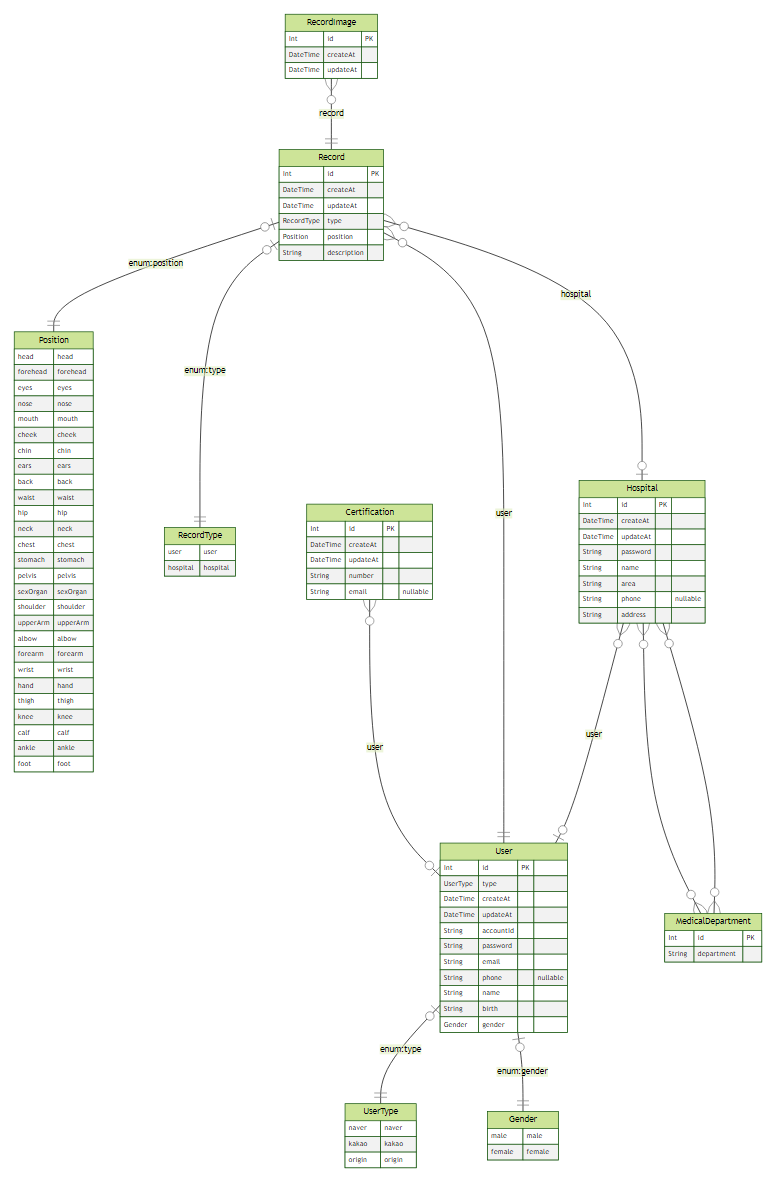 RecordImage
Int id PK
DateTime createAt
DateTime updateAt
record
Record
Int id PK
DateTime createAt
DateTime updateAt
RecordType type
Position position
String description
enum:position
hospital
enum:type
user
Position
head head
forehead forehead
eyes eyes
nose nose
mouth mouth
cheek cheek
chin chin
ears ears
back back
waist waist
hip hip
neck neck
chest chest
stomach stomach
pelvis pelvis
sexOrgan sexOrgan
shoulder shoulder
upperArm upperArm
albow albow
forearm forearm
wrist wrist
hand hand
thigh thigh
knee knee
calf calf
ankle ankle
foot foot
RecordType
user user
hospital hospital
Certification
Int id PK
DateTime createAt
DateTime updateAt
String number
String email nullable
Hospital
Int id PK
DateTime createAt
DateTime updateAt
String password
String name
String area
String phone nullable
String address
user
user
User
Int id PK
UserType type
DateTime createAt
DateTime updateAt
String accountId
String password
String email
String phone nullable
String name
String birth
Gender gender
MedicalDepartment
Int id PK
String department
enum:type
enum:gender
UserType
naver naver
kakao kakao
origin origin
Gender
male male
female female